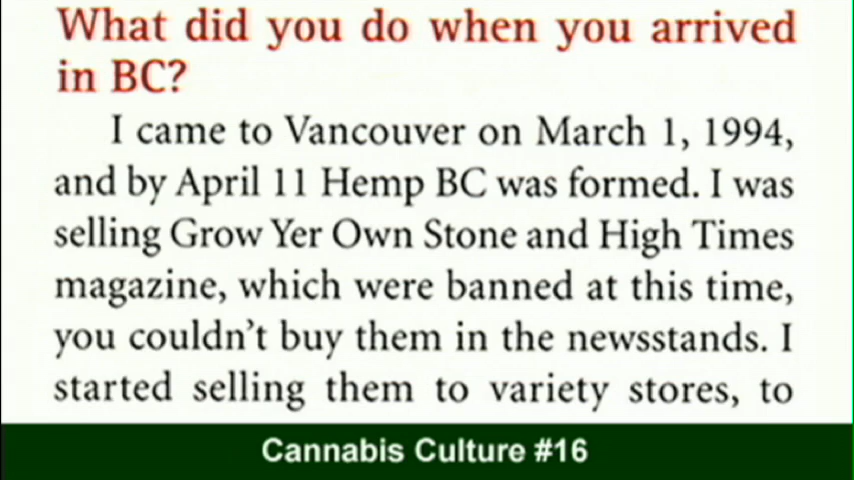 What did you do when you arrived
in BC?
I came to Vancouver on March 1, 1994,
and by April 11 Hemp BC was formed. I was
selling Grow Yer Own Stone and High Times
magazine, which were banned at this time,
you couldn't buy them in the newsstands. I
started selling them to variety stores, to
Cannabis Culture #16